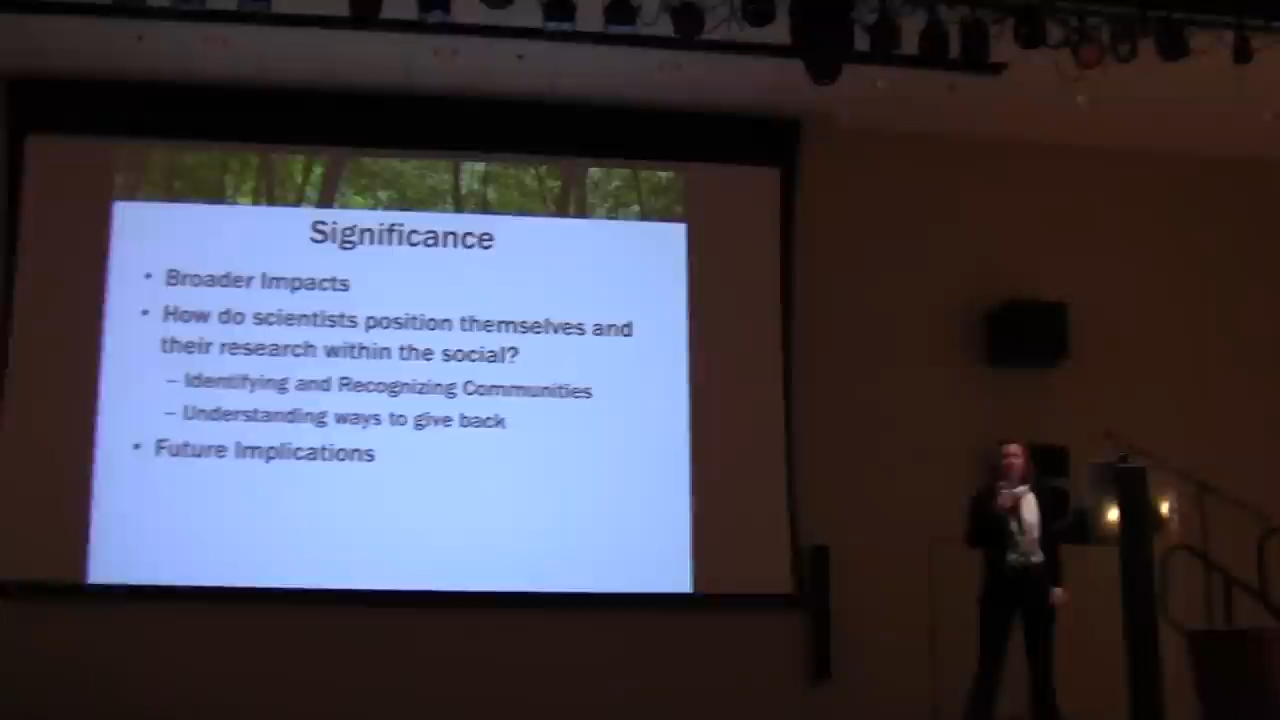 Significance
• Broader Impacts
• How do scientists position themselves and
their research within the social?
– Identifying and Recognizing Communities
– Understanding ways to give back
• Future Implications